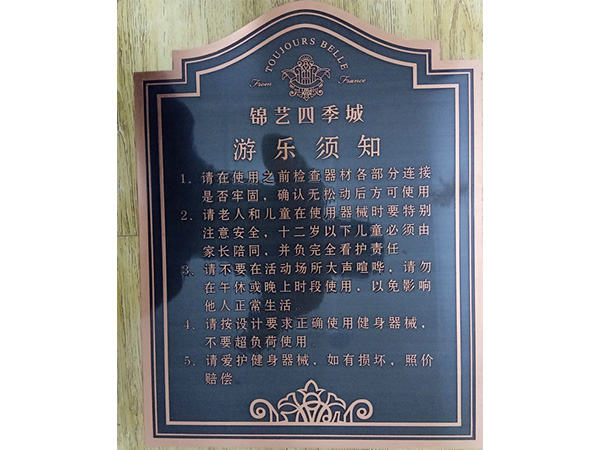 TOUJOURS BELLE
From France
锦艺四季城
游乐须知
1、请在使用之前检查器材各部分连接
是否牢固，确认无松动后方可使用
2、请老人和儿童在使用器械时要特别
注意安全，十二岁以下儿童必须由
家长陪同，并负完全看护责任
3、请不要在活动场所大声喧哗，请勿
在午休或晚上时段使用，以免影响
他人正常生活
4、请按设计要求正确使用健身器械，
不要超负荷使用
5、请爱护健身器械，如有损坏，照价
赔偿